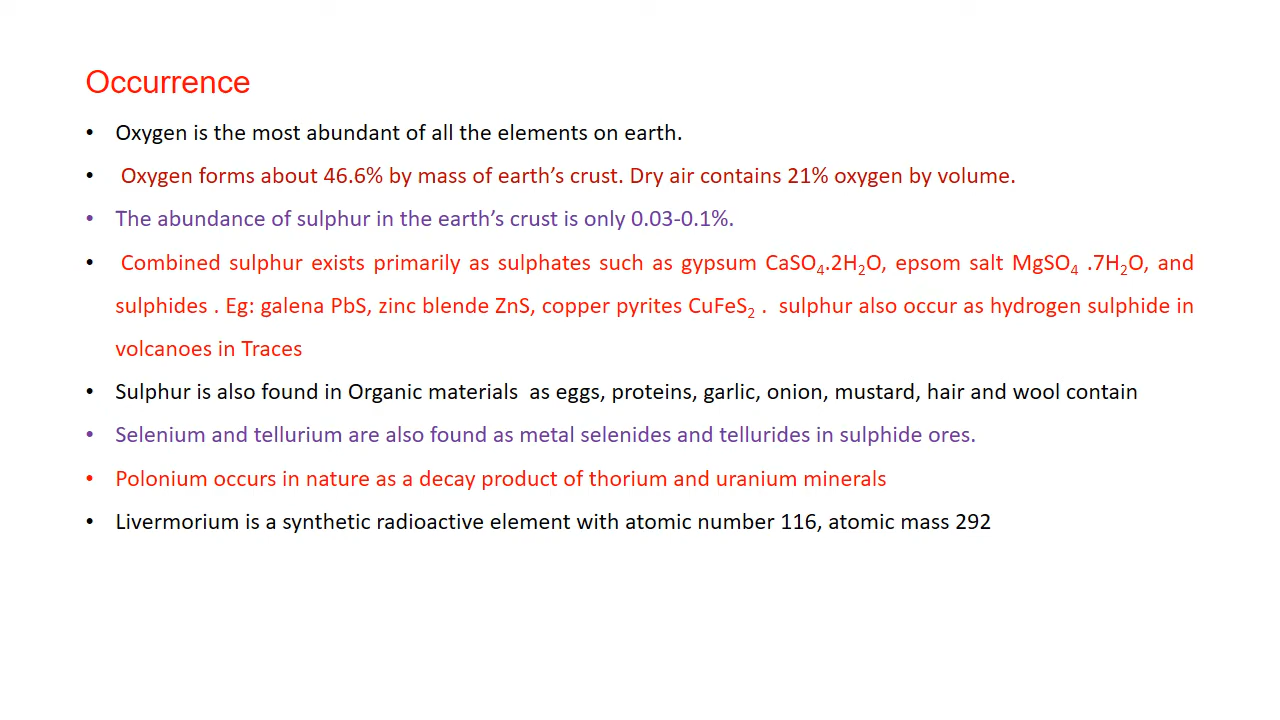 Occurrence
• Oxygen is the most abundant of all the elements on earth.
• Oxygen forms about 46.6% by mass of earth’s crust. Dry air contains 21% oxygen by volume.
• The abundance of sulphur in the earth’s crust is only 0.03-0.1%.
• Combined sulphur exists primarily as sulphates such as gypsum CaSO₄.2H₂O, epsom salt MgSO₄ .7H₂O, and
sulphides . Eg: galena PbS, zinc blende ZnS, copper pyrites CuFeS₂ . sulphur also occur as hydrogen sulphide in
volcanoes in Traces
• Sulphur is also found in Organic materials as eggs, proteins, garlic, onion, mustard, hair and wool contain
• Selenium and tellurium are also found as metal selenides and tellurides in sulphide ores.
• Polonium occurs in nature as a decay product of thorium and uranium minerals
• Livermorium is a synthetic radioactive element with atomic number 116, atomic mass 292